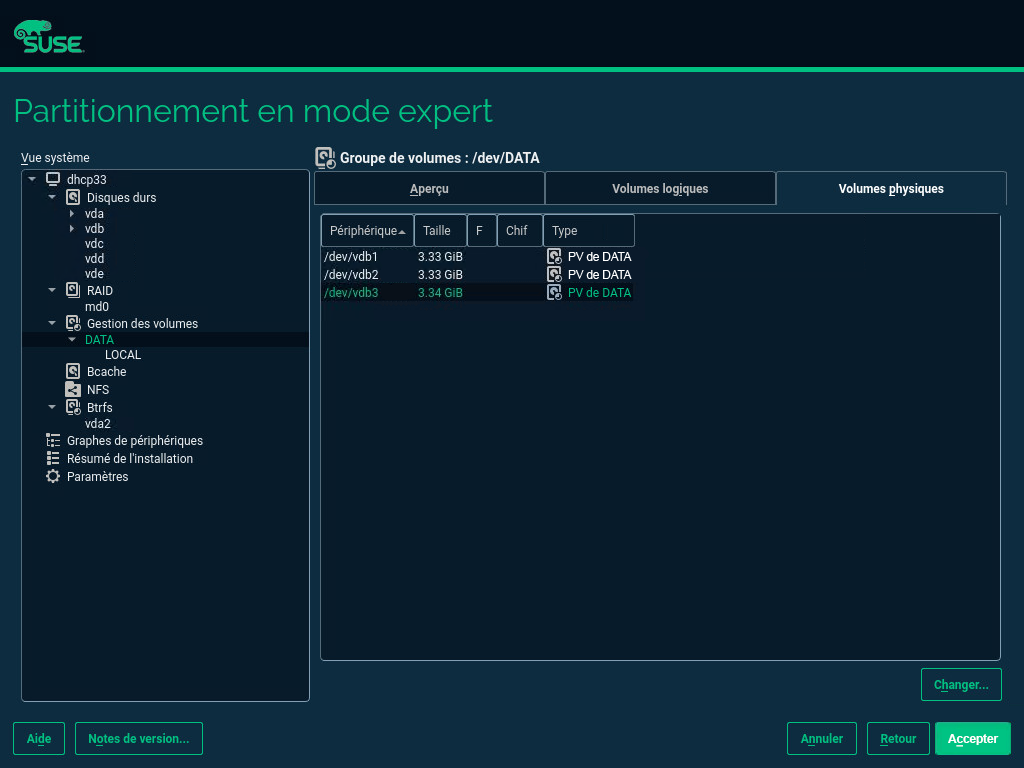 SUSE
Partitionnement en mode expert
Vue système
dhcp33
Disques durs
vda
vdb
vdc
vdd
vde
RAID
md0
Gestion des volumes
DATA
LOCAL
Bcache
NFS
Btrfs
vda2
Graphes de périphériques
Résumé de l'installation
Paramètres
Groupe de volumes : /dev/DATA
Aperçu Volumes logiques Volumes physiques
Périphérique Taille F Chif Type
/dev/vdb1 3.33 GiB PV de DATA
/dev/vdb2 3.33 GiB PV de DATA
/dev/vdb3 3.34 GiB PV de DATA
Changer...
Aide Notes de version... Annuler Retour Accepter